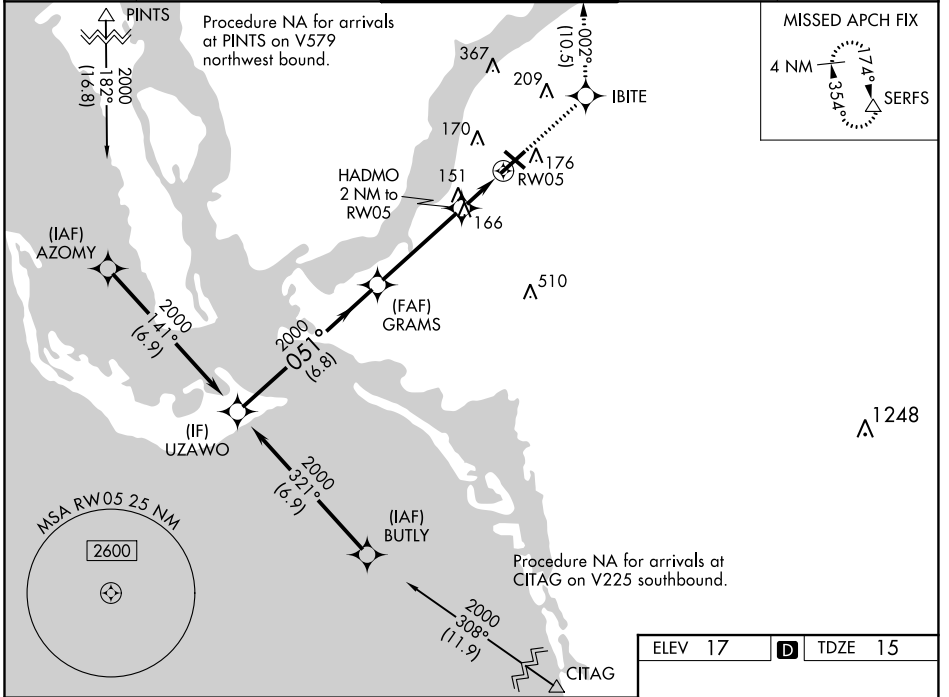 PINTS
2000
182°
(16.8)
Procedure NA for arrivals
at PINTS on V579
northwest bound.
002°
(10.5)
MISSED APCH FIX
4 NM
174°
354°
SERFS
367
209
IBITE
170
176
RW05
HADMO
2 NM to
RW05
151
166
(IAF)
AZOMY
2000
141°
(6.9)
510
(FAF)
GRAMS
2000
051°
(6.8)
(IF)
UZAWO
1248
2000
321°
(6.9)
(IAF)
BUTLY
MSA RW05 25 NM
2600
Procedure NA for arrivals at
CITAG on V225 southbound.
2000
308°
(11.9)
CITAG
ELEV 17 D TDZE 15